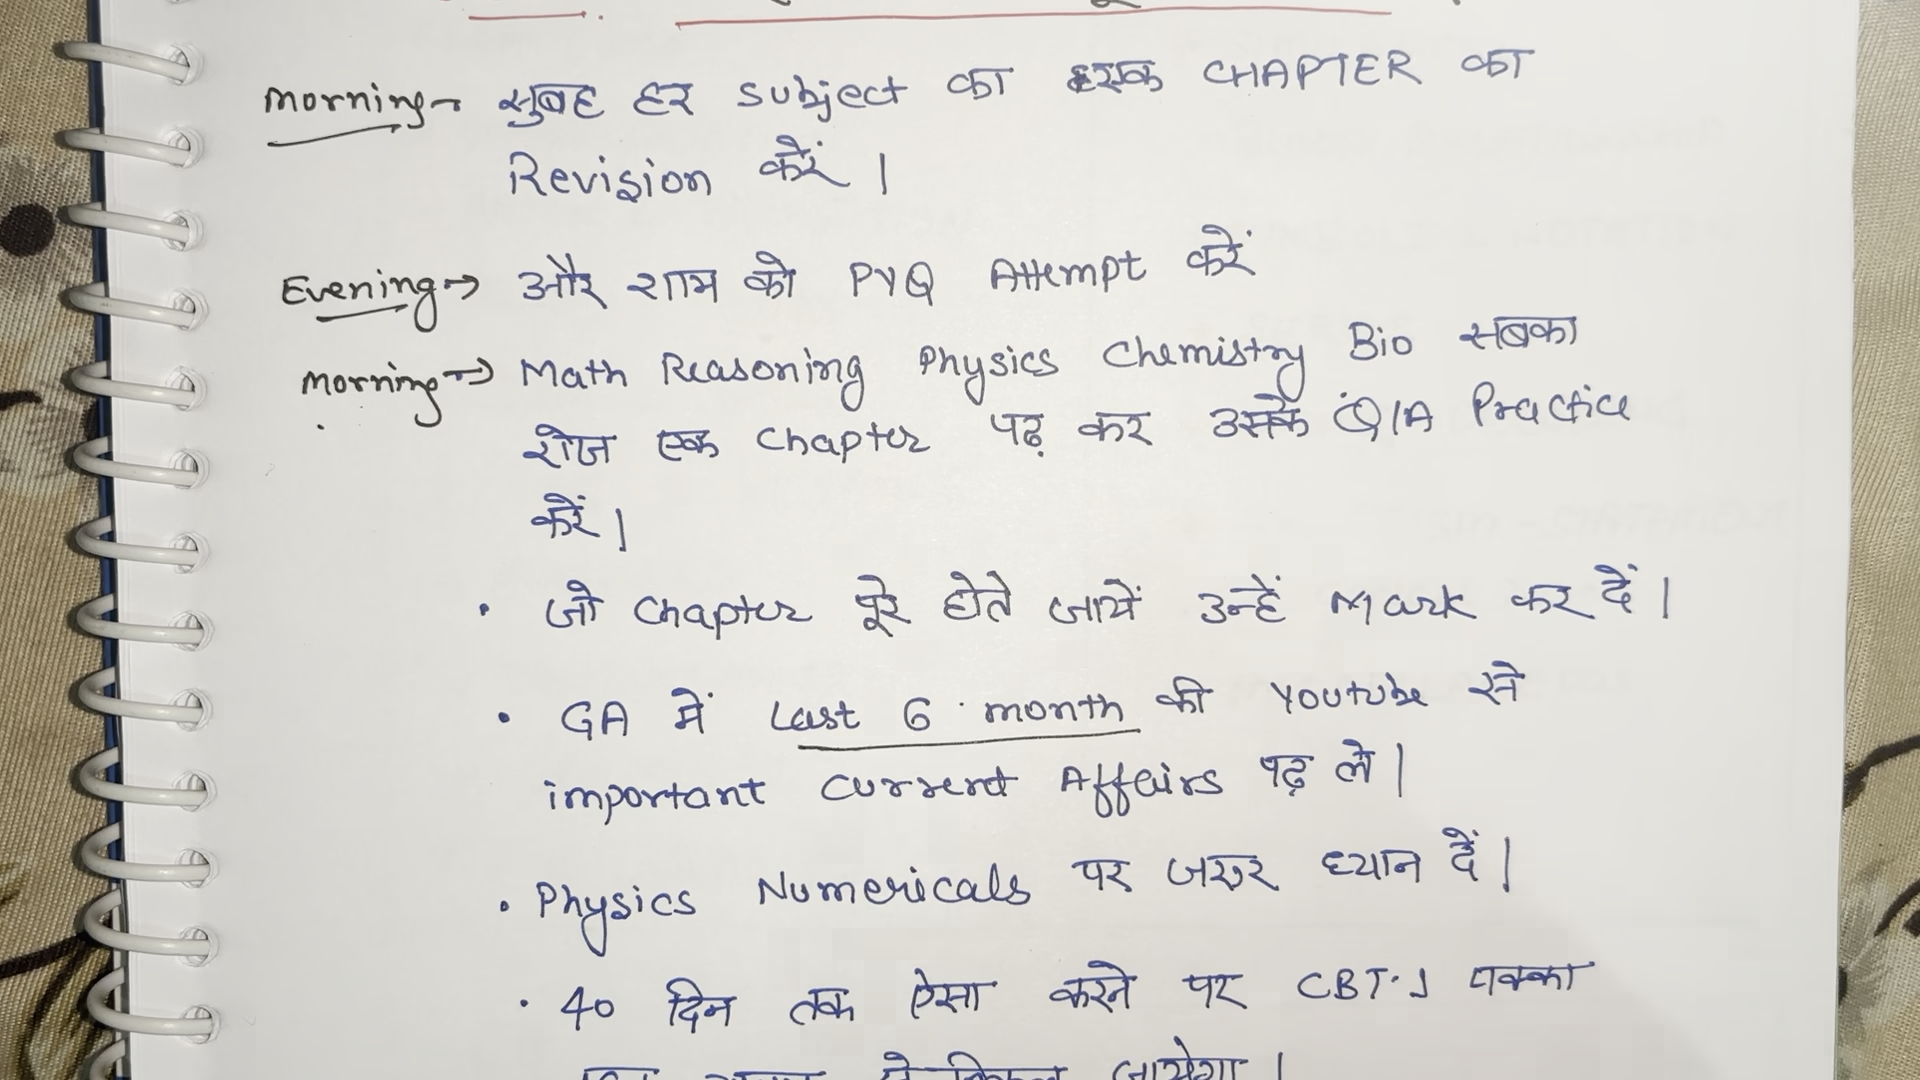 Morning→ सुबह हर subject का एक CHAPTER का
Revision करें ।
Evening→ और शाम को PYQ Attempt करें
Morning→ Math Reasoning Physics Chemistry Bio सबका
रोज एक Chapter पढ़ कर उसके Q/A Practice
करें ।
• जो Chapter पूरे होते जायें उन्हें Mark कर दें ।
• GA में Last 6 month की Youtube से
important Current Affairs पढ़ ले ।
• Physics Numericals पर जरुर ध्यान दें ।
• 40 दिन तक ऐसा करने पर CBT-1 पक्का
जायेगा ।